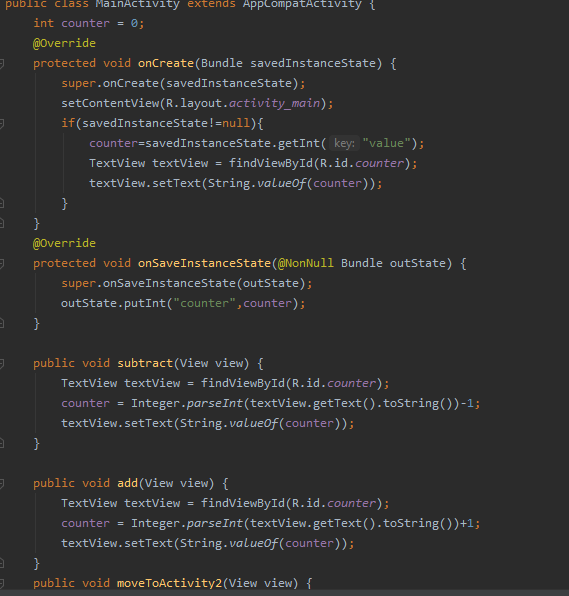 public class MainActivity extends AppCompatActivity {
    int counter = 0;
    @Override
    protected void onCreate(Bundle savedInstanceState) {
        super.onCreate(savedInstanceState);
        setContentView(R.layout.activity_main);
        if(savedInstanceState!=null){
            counter=savedInstanceState.getInt( key: "value");
            TextView textView = findViewById(R.id.counter);
            textView.setText(String.valueOf(counter));
        }
    }
    @Override
    protected void onSaveInstanceState(@NonNull Bundle outState) {
        super.onSaveInstanceState(outState);
        outState.putInt("counter",counter);
    }

    public void subtract(View view) {
        TextView textView = findViewById(R.id.counter);
        counter = Integer.parseInt(textView.getText().toString())-1;
        textView.setText(String.valueOf(counter));
    }

    public void add(View view) {
        TextView textView = findViewById(R.id.counter);
        counter = Integer.parseInt(textView.getText().toString())+1;
        textView.setText(String.valueOf(counter));
    }
    public void moveToActivity2(View view) {